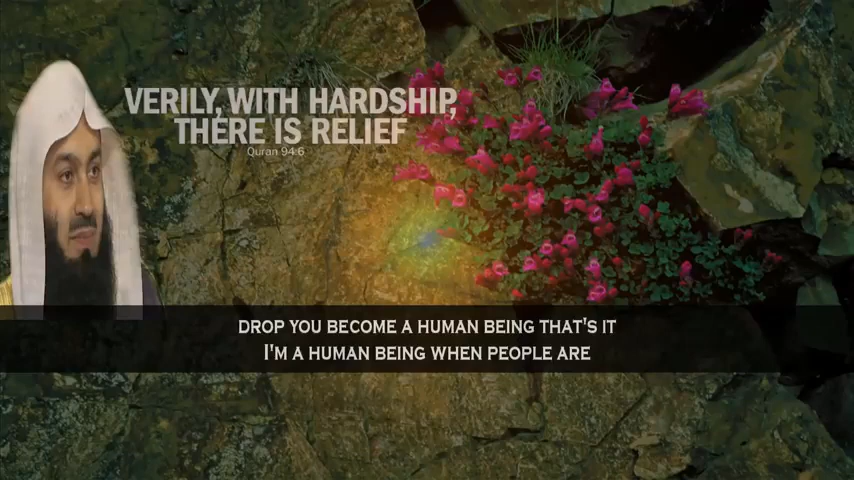 VERILY, WITH HARDSHIP,
THERE IS RELIEF
Quran 94:6
DROP YOU BECOME A HUMAN BEING THAT'S IT
I'M A HUMAN BEING WHEN PEOPLE ARE